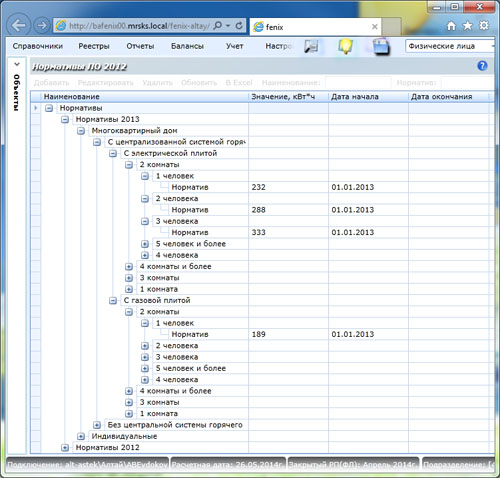 http://bafenix00.mrsks.local/fenix-altay/
fenix
Справочники Реестры Отчеты Балансы Учет Настро Физические лица
Объекты
Нормативы ПО 2012
Добавить Редактировать Удалить Обновить В Excel Наименование: Норматив:
Наименование Значение, кВт*ч Дата начала Дата окончания
Нормативы
Нормативы 2013
Многоквартирный дом
С централизованной системой горяч
С электрической плитой
2 комнаты
1 человек
Норматив 232 01.01.2013
2 человека
Норматив 288 01.01.2013
3 человека
Норматив 333 01.01.2013
5 человек и более
4 человека
4 комнаты и более
3 комнаты
1 комната
С газовой плитой
2 комнаты
1 человек
Норматив 189 01.01.2013
2 человека
3 человека
5 человек и более
4 человека
4 комнаты и более
3 комнаты
1 комната
Без центральной системы горячего
Индивидуальные
Нормативы 2012
Подключение: Расчетная дата: 26.05.2014г. Закрытый РП(ФЛ): Апрель 2014г. Подразделение: